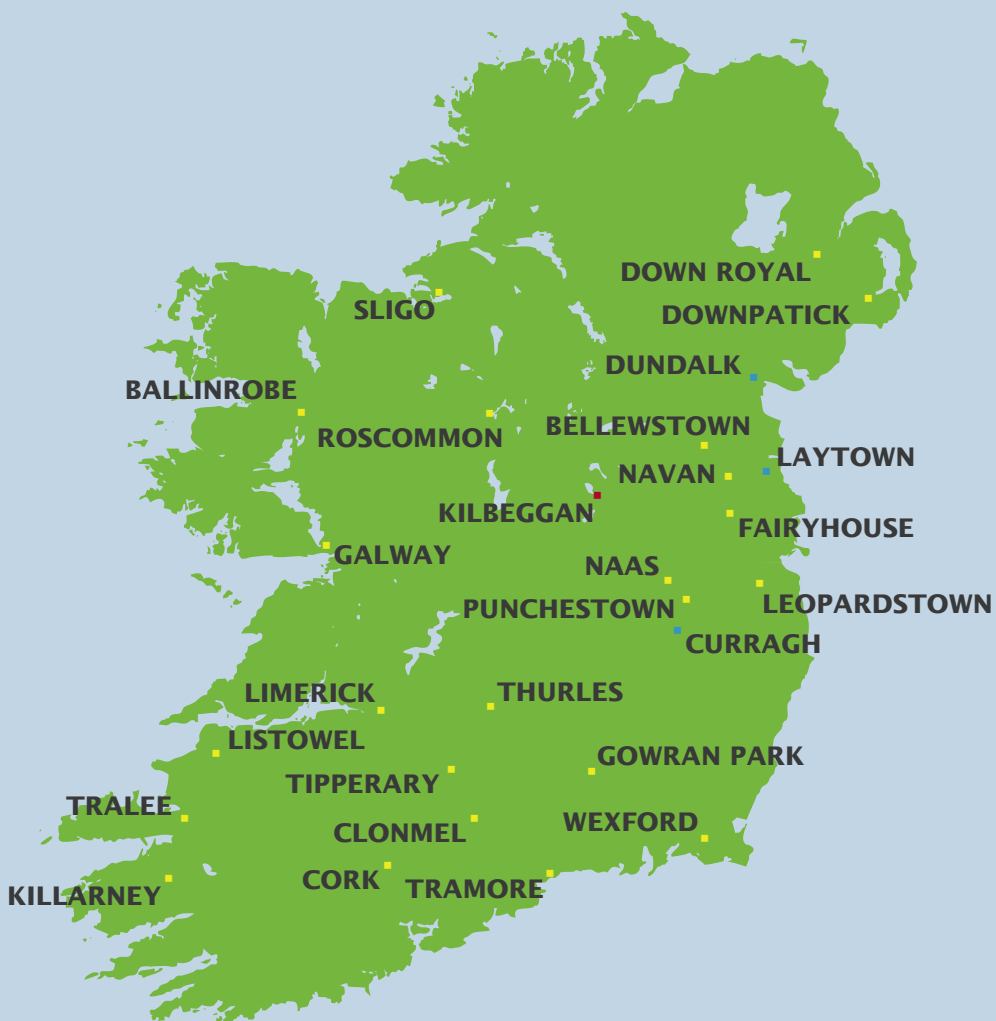 DOWN ROYAL
SLIGO
DOWNPATICK
DUNDALK
BALLINROBE
BELLEWSTOWN
ROSCOMMON
LAYTOWN
NAVAN
KILBEGGAN
FAIRYHOUSE
GALWAY
NAAS
PUNCHESTOWN
LEOPARDSTOWN
CURRAGH
LIMERICK
THURLES
LISTOWEL
GOWRAN PARK
TIPPERARY
TRALEE
WEXFORD
CLONMEL
CORK
TRAMORE
KILLARNEY